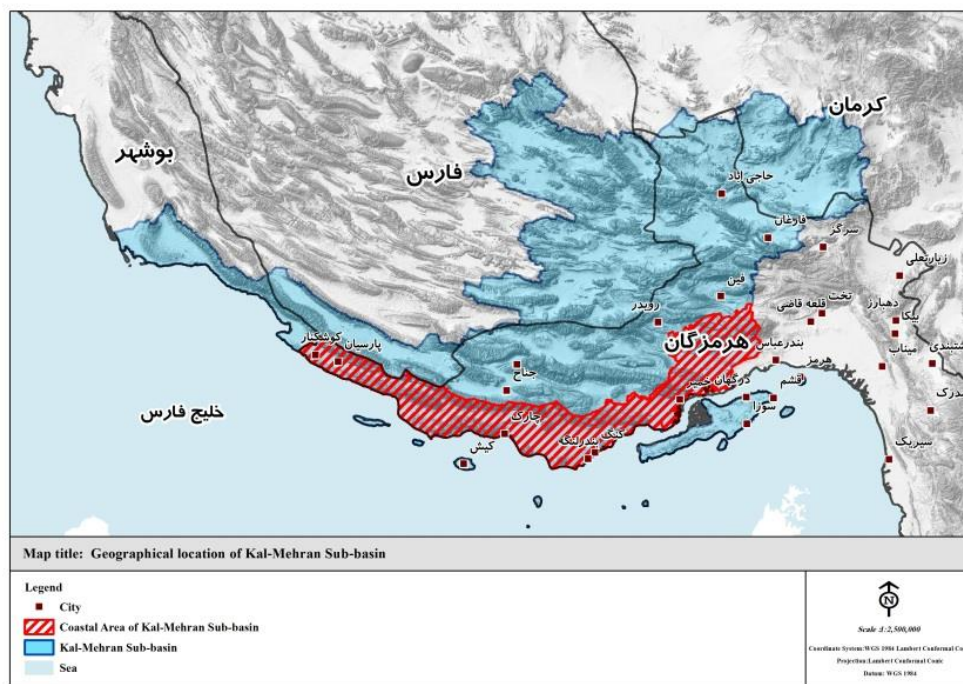 کرمان
بوشهر
فارس
حاجی آباد
فارغان
سرگز
زیارتعلی
فین
تخت
قلعه قاضی
دهبارز
بیکا
رویدر
هرمزگان
بندرعباس
میناب
کوشکنار
پارسیان
جناح
هرمز
قشم
درگهان
خمیر
سوزا
خلیج فارس
چارک
کیش
کنگ
بندرلنگه
سیریک
Map title: Geographical location of Kal-Mehran Sub-basin
Legend
City
Coastal Area of Kal-Mehran Sub-basin
Kal-Mehran Sub-basin
Sea
N
Scale :1:2,500,000
Coordinate System:WGS 1984 Lambert Conformal Co
Projection:Lambert Conformal Conic
Datum: WGS 1984